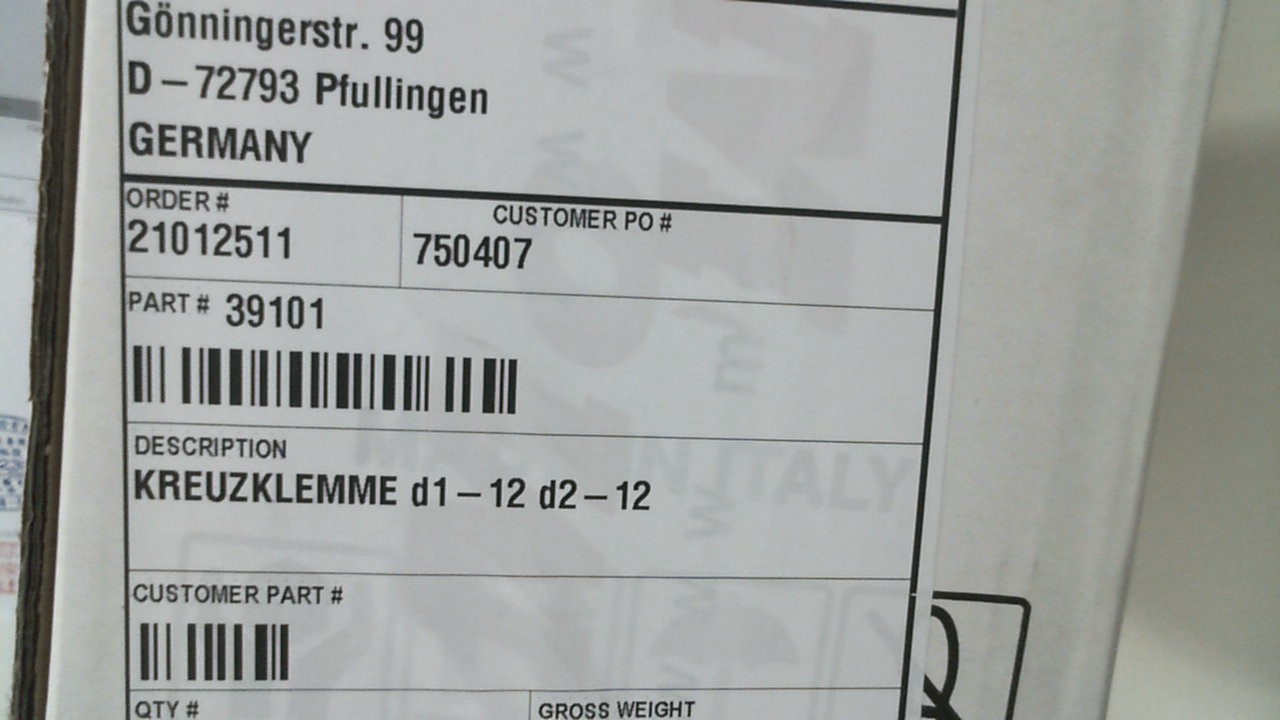 Gönningerstr. 99
D-72793 Pfullingen
GERMANY
ORDER #
21012511
CUSTOMER PO #
750407
PART # 39101
DESCRIPTION
KREUZKLEMME d1-12 d2-12
CUSTOMER PART #
QTY #
GROSS WEIGHT